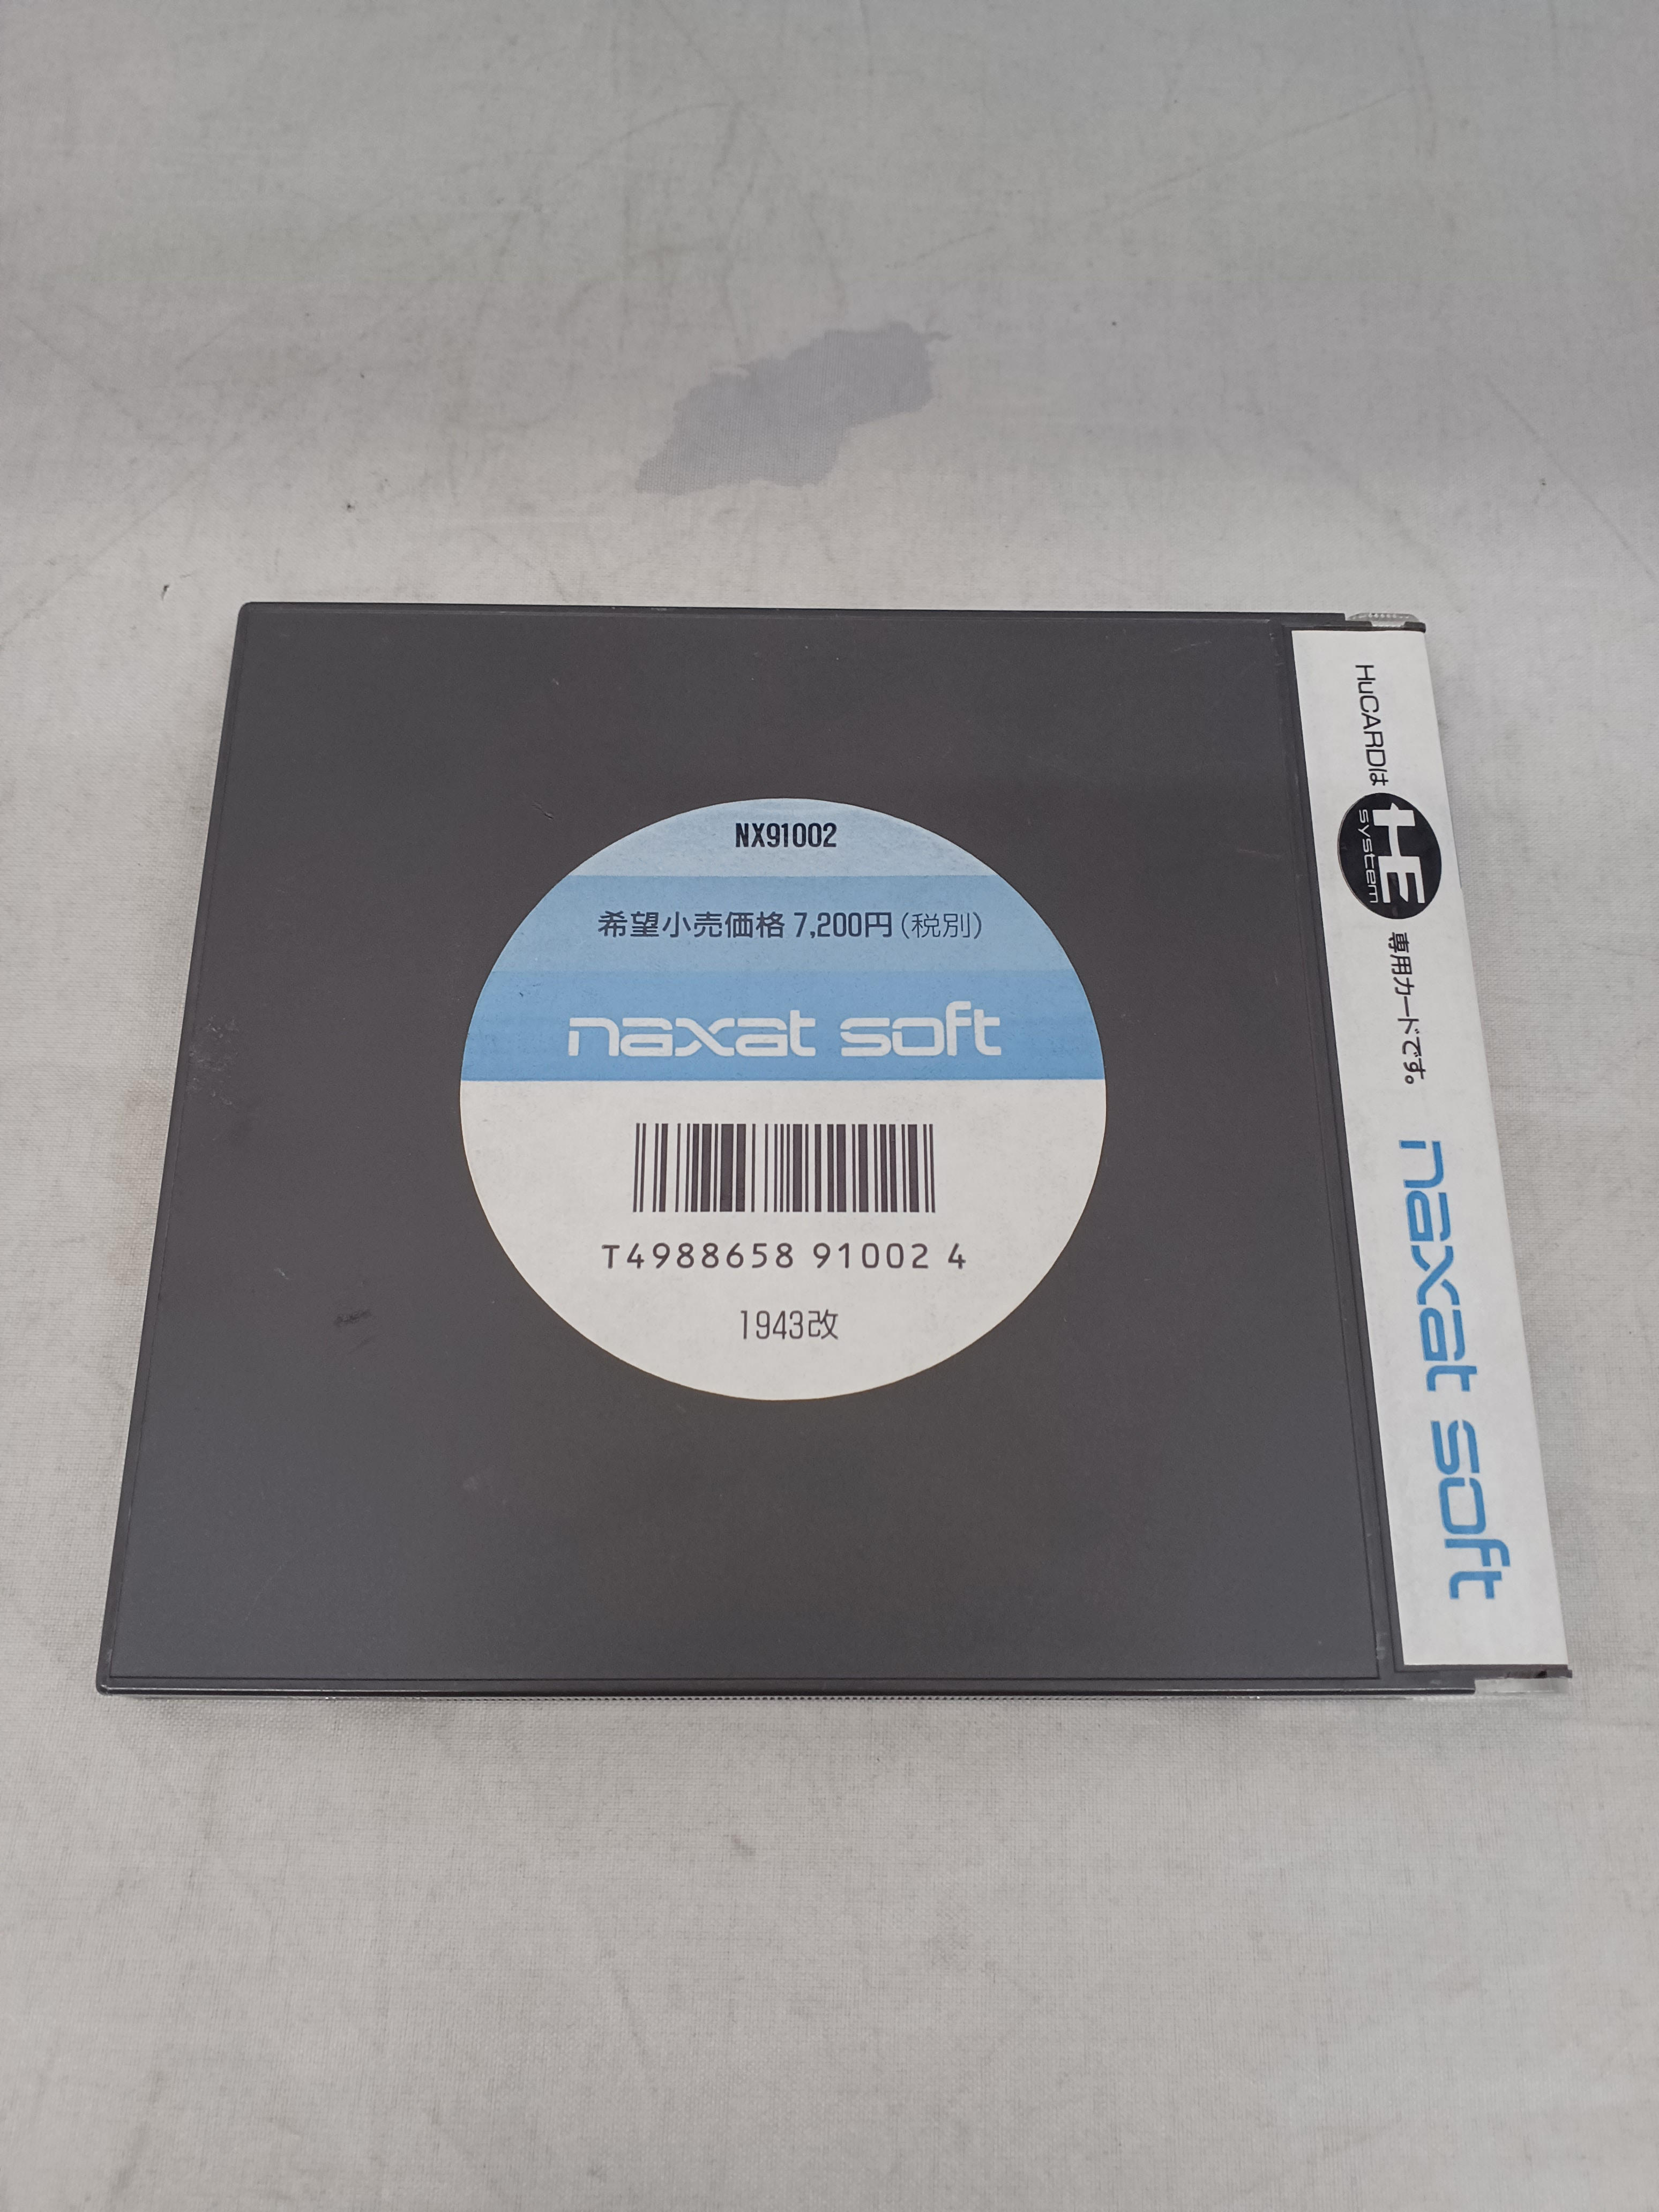 NX91002
希望小売価格 7,200円(税別)
naxat soft
T4988658 91002 4
1943改
HuCARDは HE system 専用カードです。 naxat soft